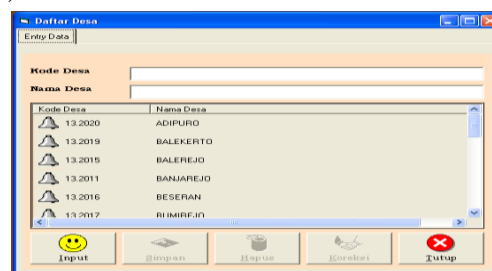 Daftar Desa
Entry Data
Kode Desa
Nama Desa
Kode Desa Nama Desa
13.2020 ADIPURO
13.2019 BALEKERTO
13.2015 BALEREJO
13.2011 BANJAREJO
13.2016 BESERAN
13.2017 BUMIREJO
Input Simpan Hapus Koreksi Tutup